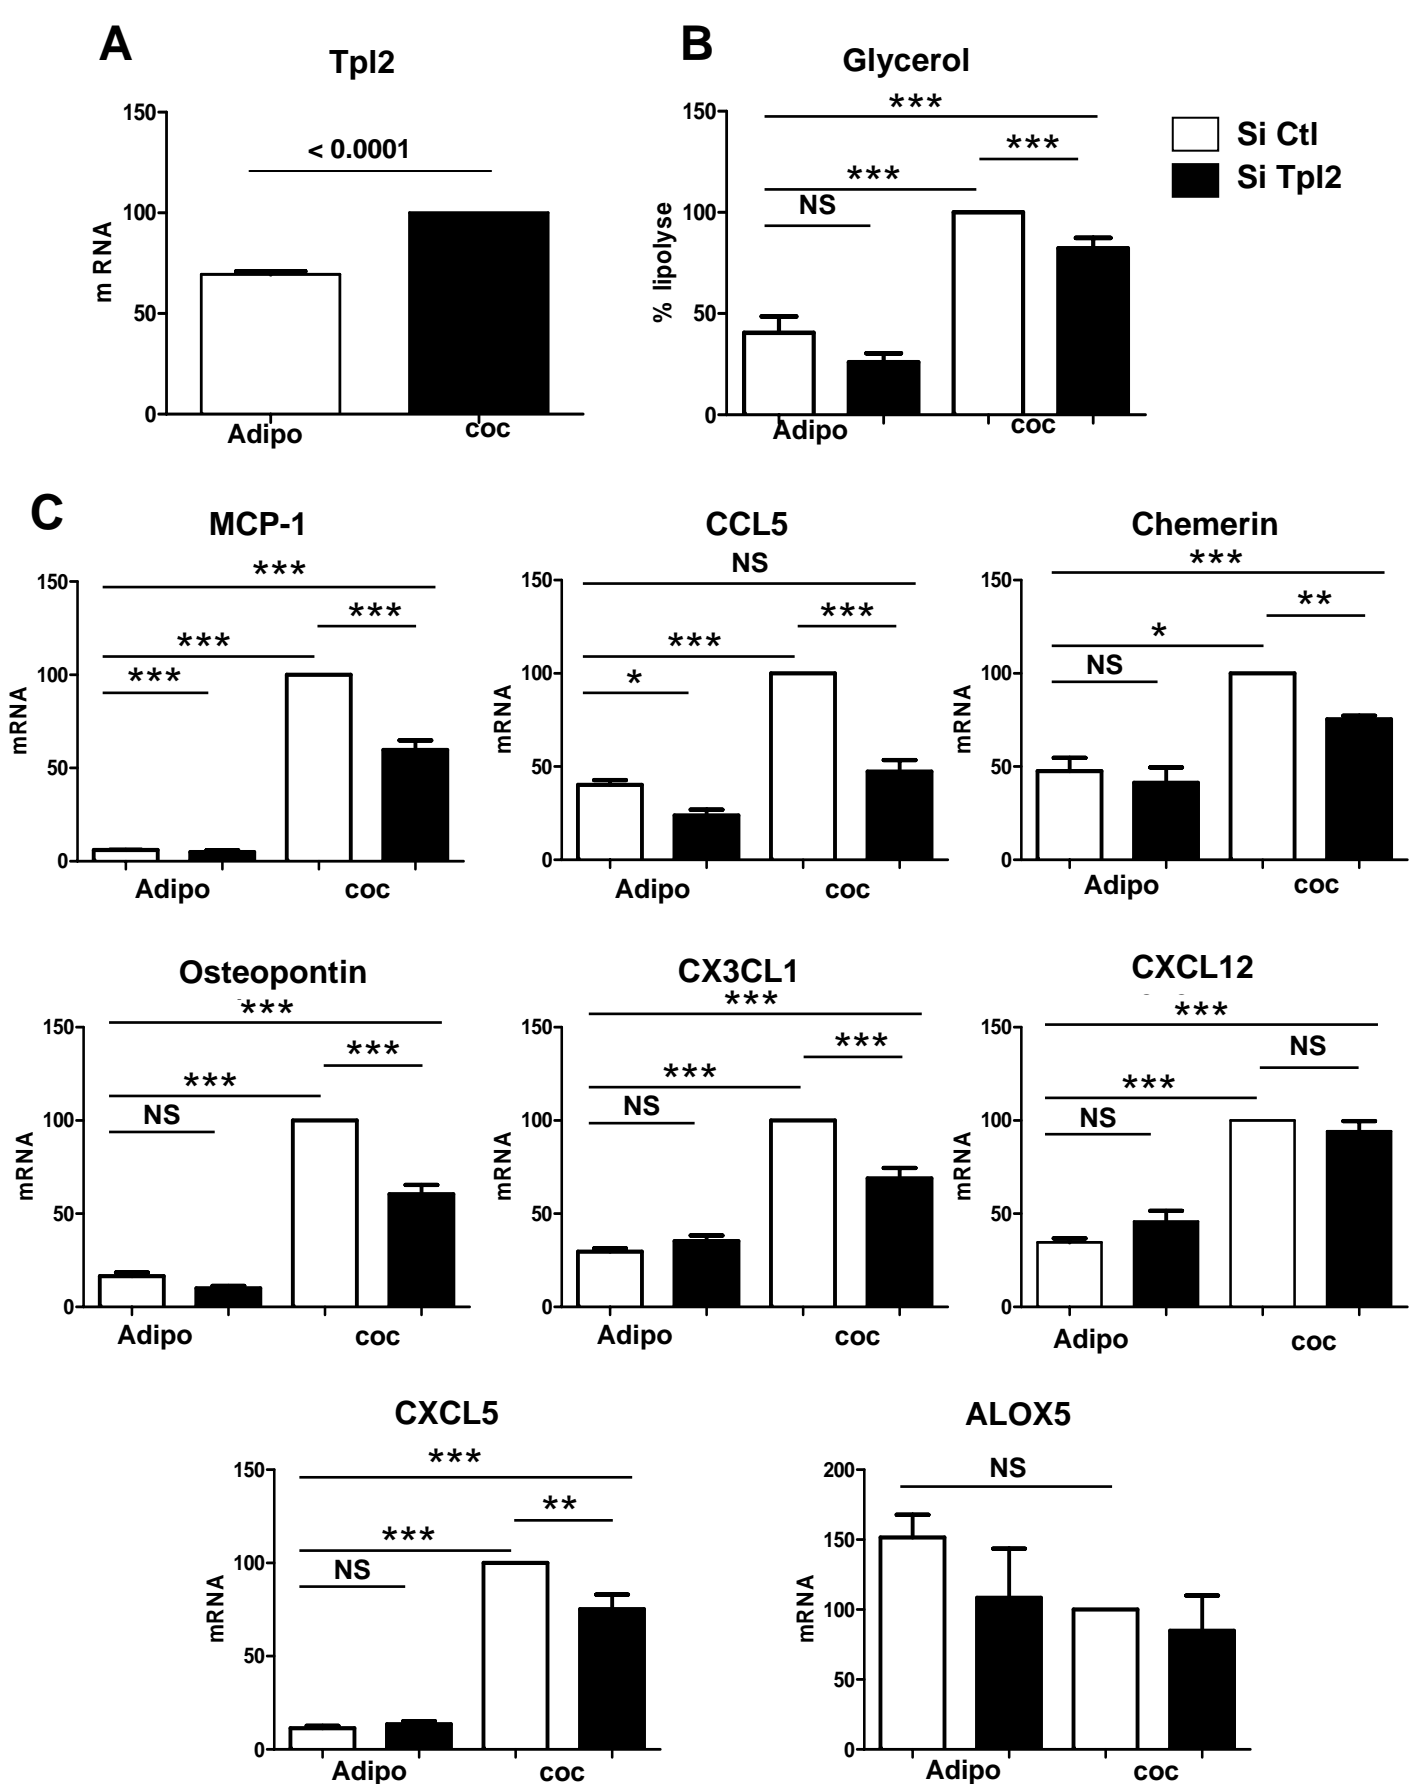 A
Tpl2
150
< 0.0001
100
m RNA
50
0
Adipo
coc
B
Glycerol
***
150
***
***
NS
100
% lipolyse
50
0
Adipo
coc
Si Ctl
Si Tpl2
C
MCP-1
***
150
***
***
***
100
mRNA
50
0
Adipo
coc
CCL5
NS
150
***
***
*
100
mRNA
50
0
Adipo
coc
Chemerin
***
150
**
*
NS
100
mRNA
50
0
Adipo
coc
Osteopontin
***
150
***
***
NS
100
mRNA
50
0
Adipo
coc
CX3CL1
***
150
***
***
NS
100
mRNA
50
0
Adipo
coc
CXCL12
***
150
NS
***
NS
100
mRNA
50
0
Adipo
coc
CXCL5
***
150
**
***
NS
100
mRNA
50
0
Adipo
coc
ALOX5
NS
200
150
100
mRNA
50
0
Adipo
coc